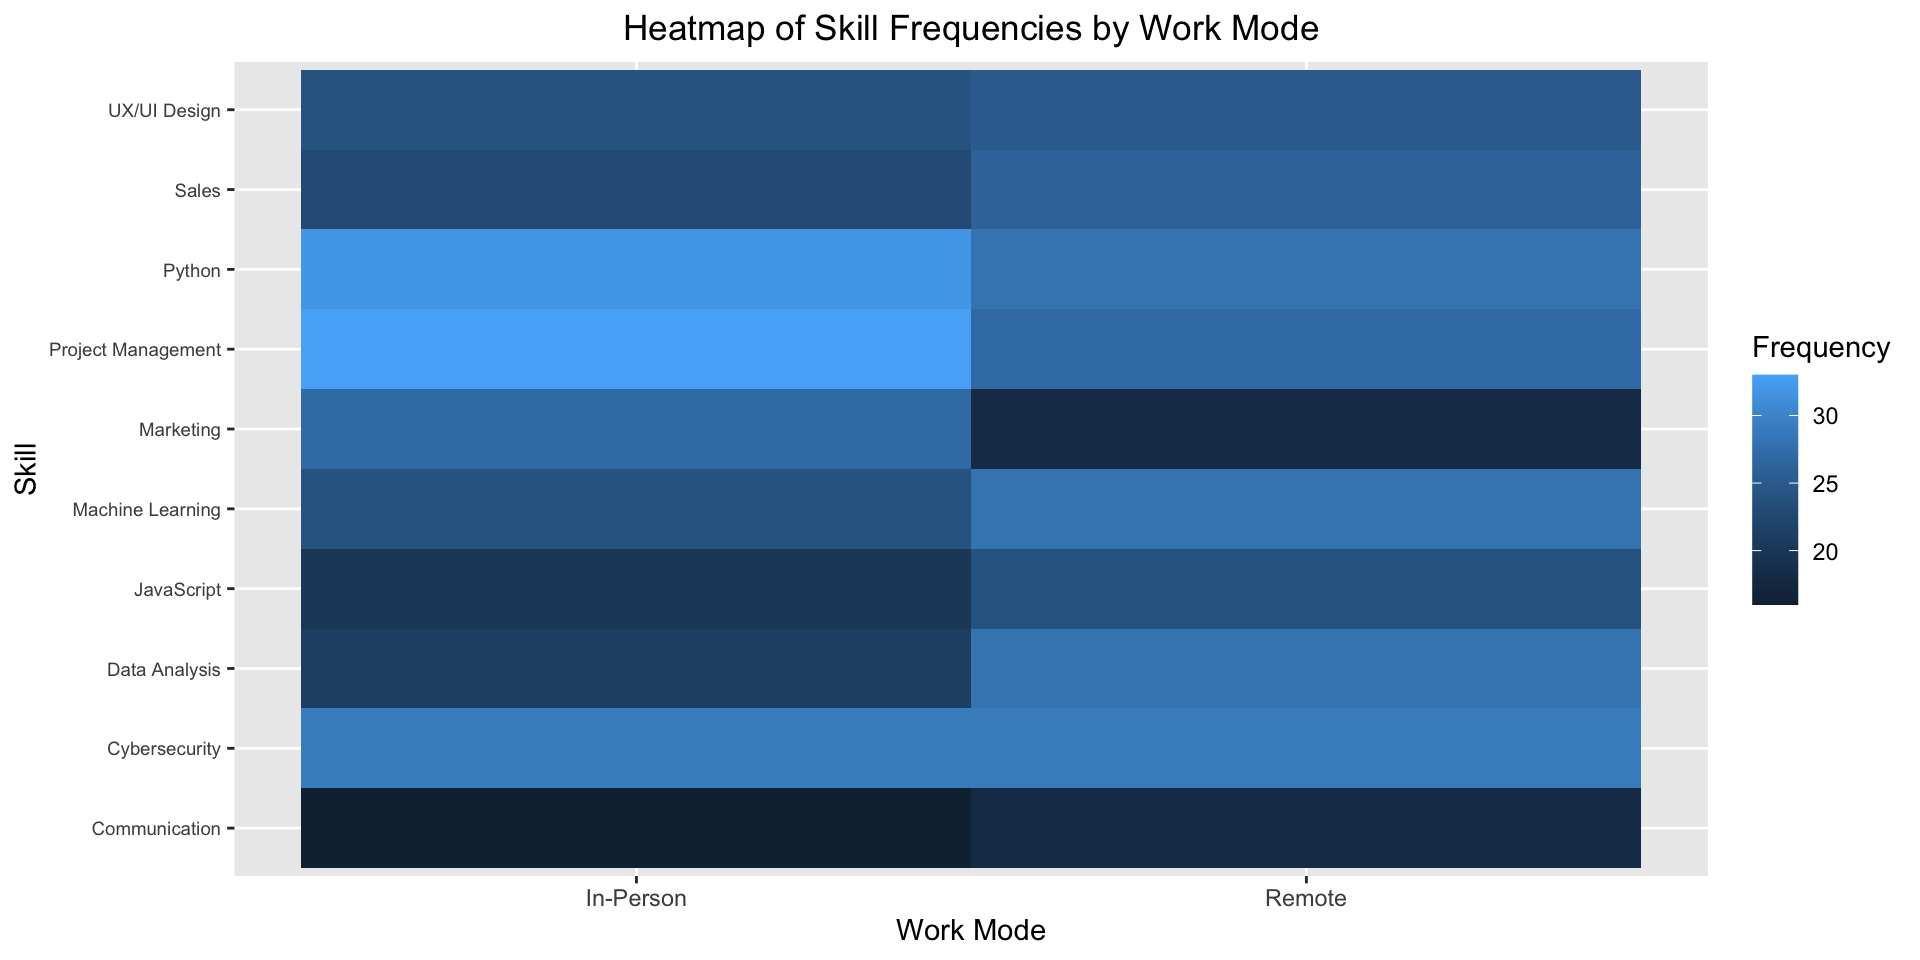 Heatmap of Skill Frequencies by Work Mode
UX/UI Design
Sales
Python
Project Management
Marketing
Machine Learning
JavaScript
Data Analysis
Cybersecurity
Communication
Skill
In-Person
Remote
Work Mode
Frequency
30
25
20